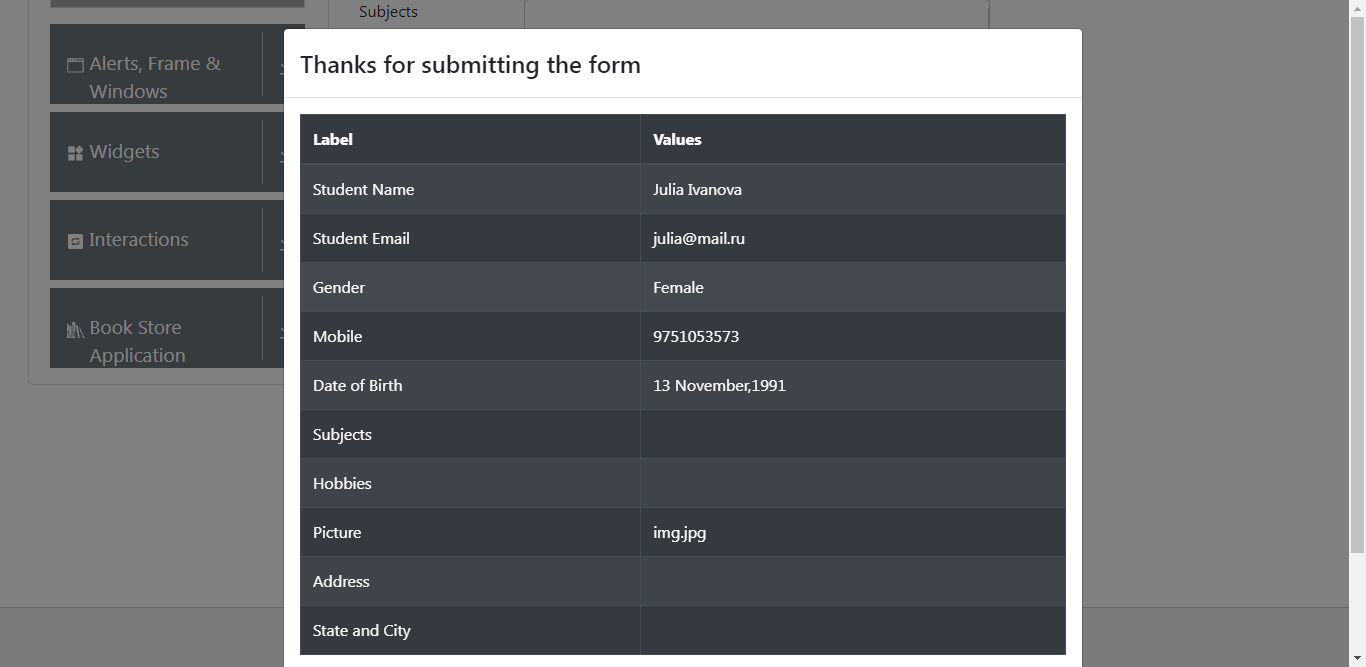 Subjects
Alerts, Frame &
Windows
Widgets
Interactions
Book Store
Application
Thanks for submitting the form
Label Values
Student Name Julia Ivanova
Student Email julia@mail.ru
Gender Female
Mobile 9751053573
Date of Birth 13 November,1991
Subjects
Hobbies
Picture img.jpg
Address
State and City